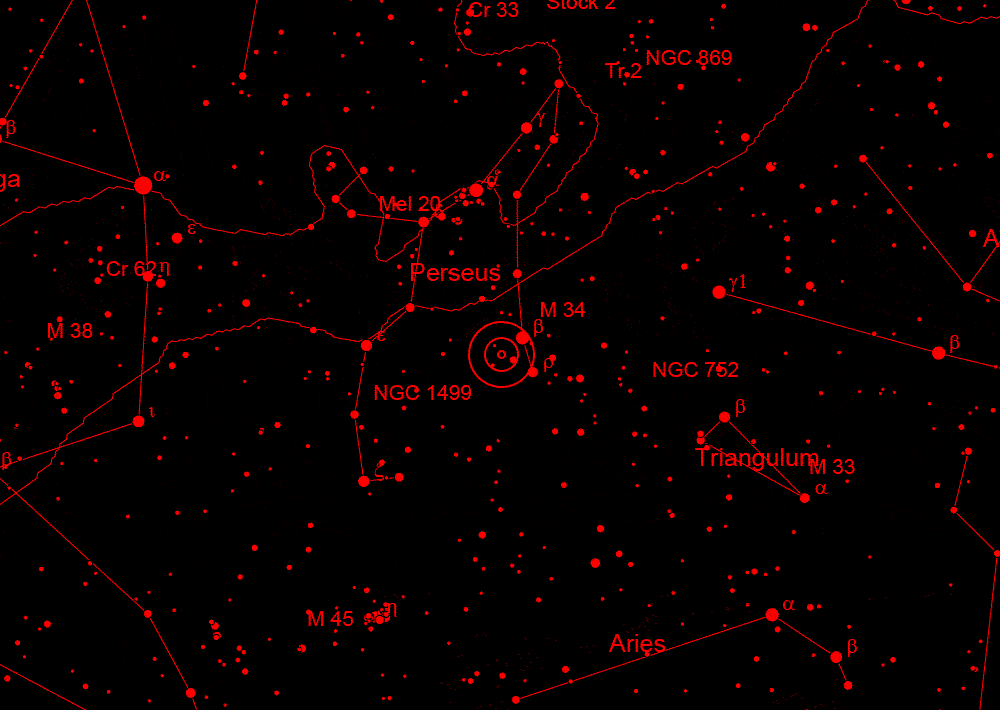 Cr 33
Stock 2
NGC 869
Tr 2
β
γ
α
ga
α
Mel 20
ε
A
Cr 62
η
Perseus
γ1
M 38
M 34
β
ε
β
ρ
NGC 752
NGC 1499
β
ι
β
Triangulum
M 33
ζ
α
α
M 45
η
Aries
β